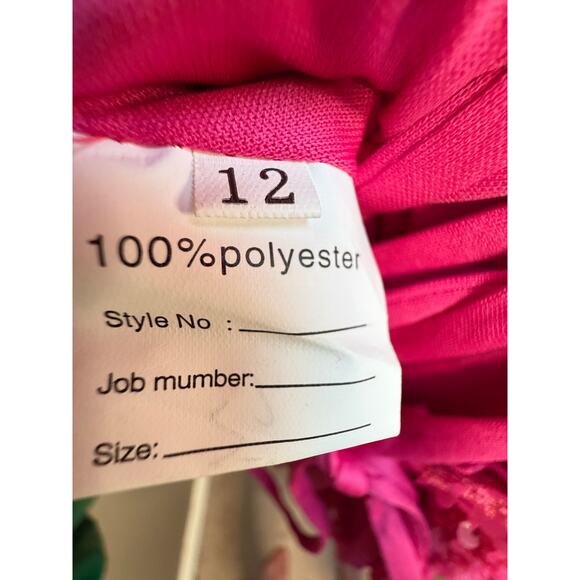 12
100%polyester
Style No :
Job mumber:
Size: